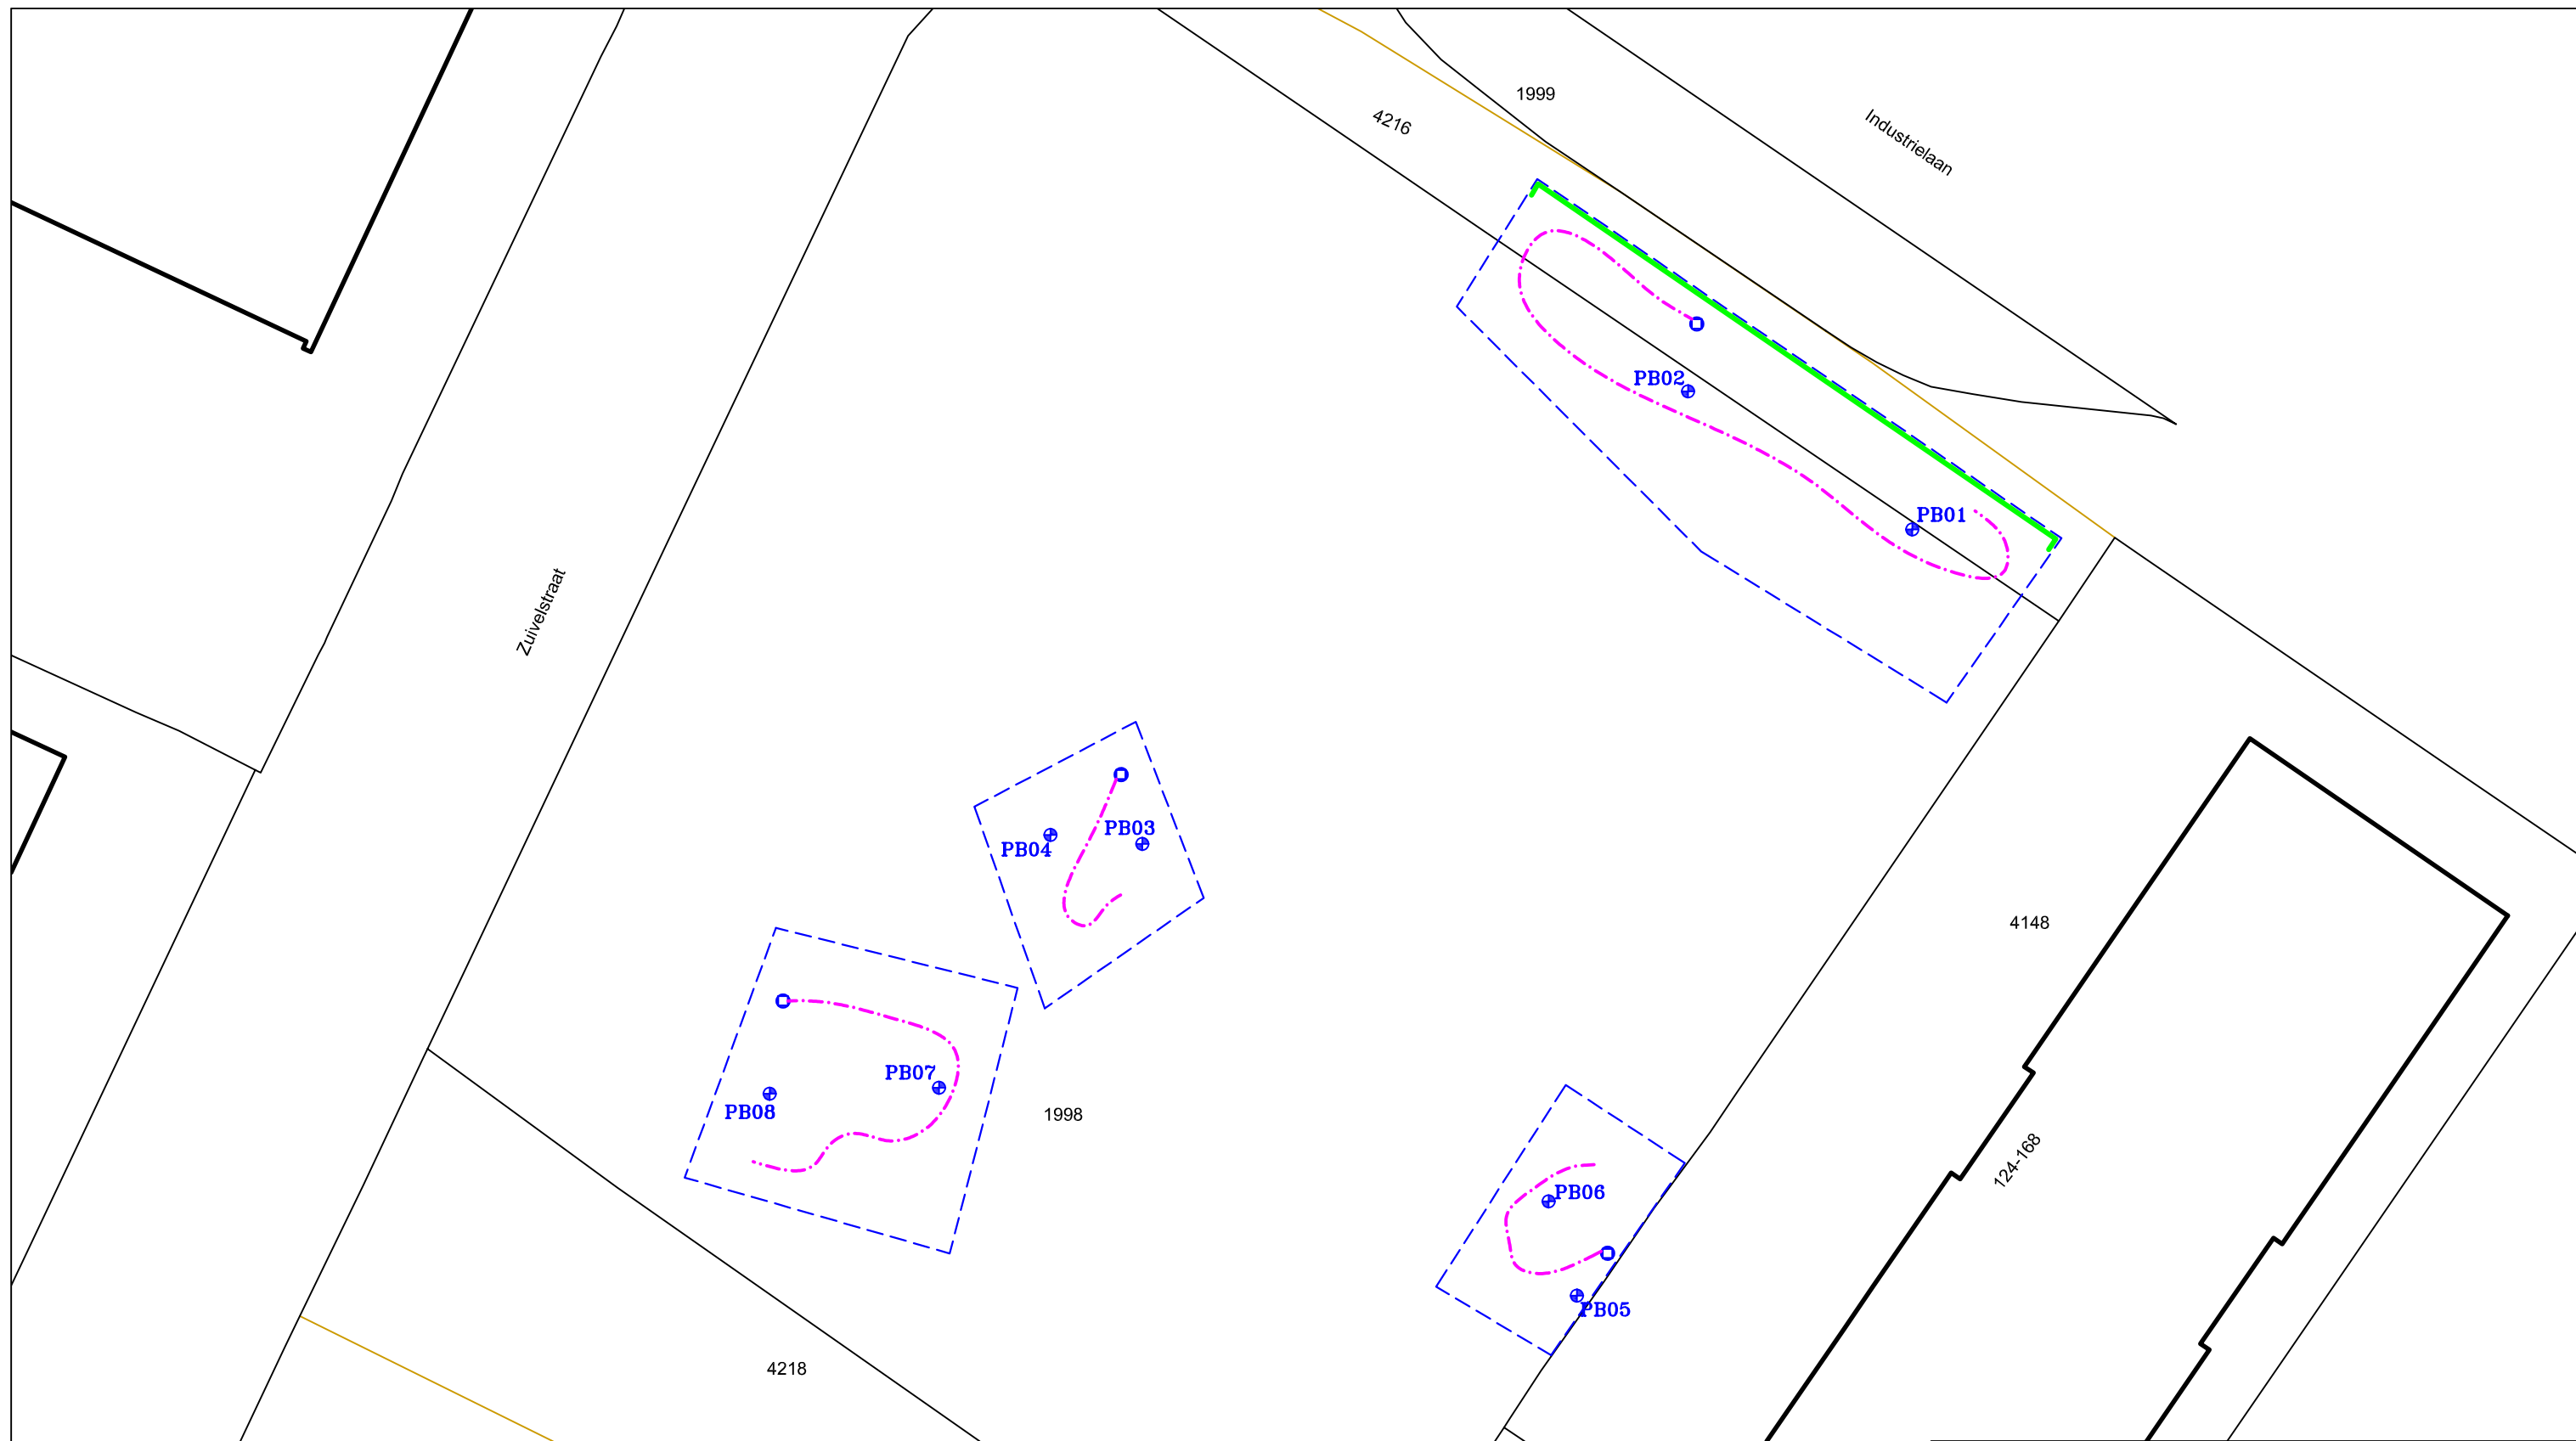 1999
4216
Industrielaan
PB02
PB01
Zuivelstraat
PB03
PB04
4148
PB07
PB08
1998
124-168
PB06
PB05
4218